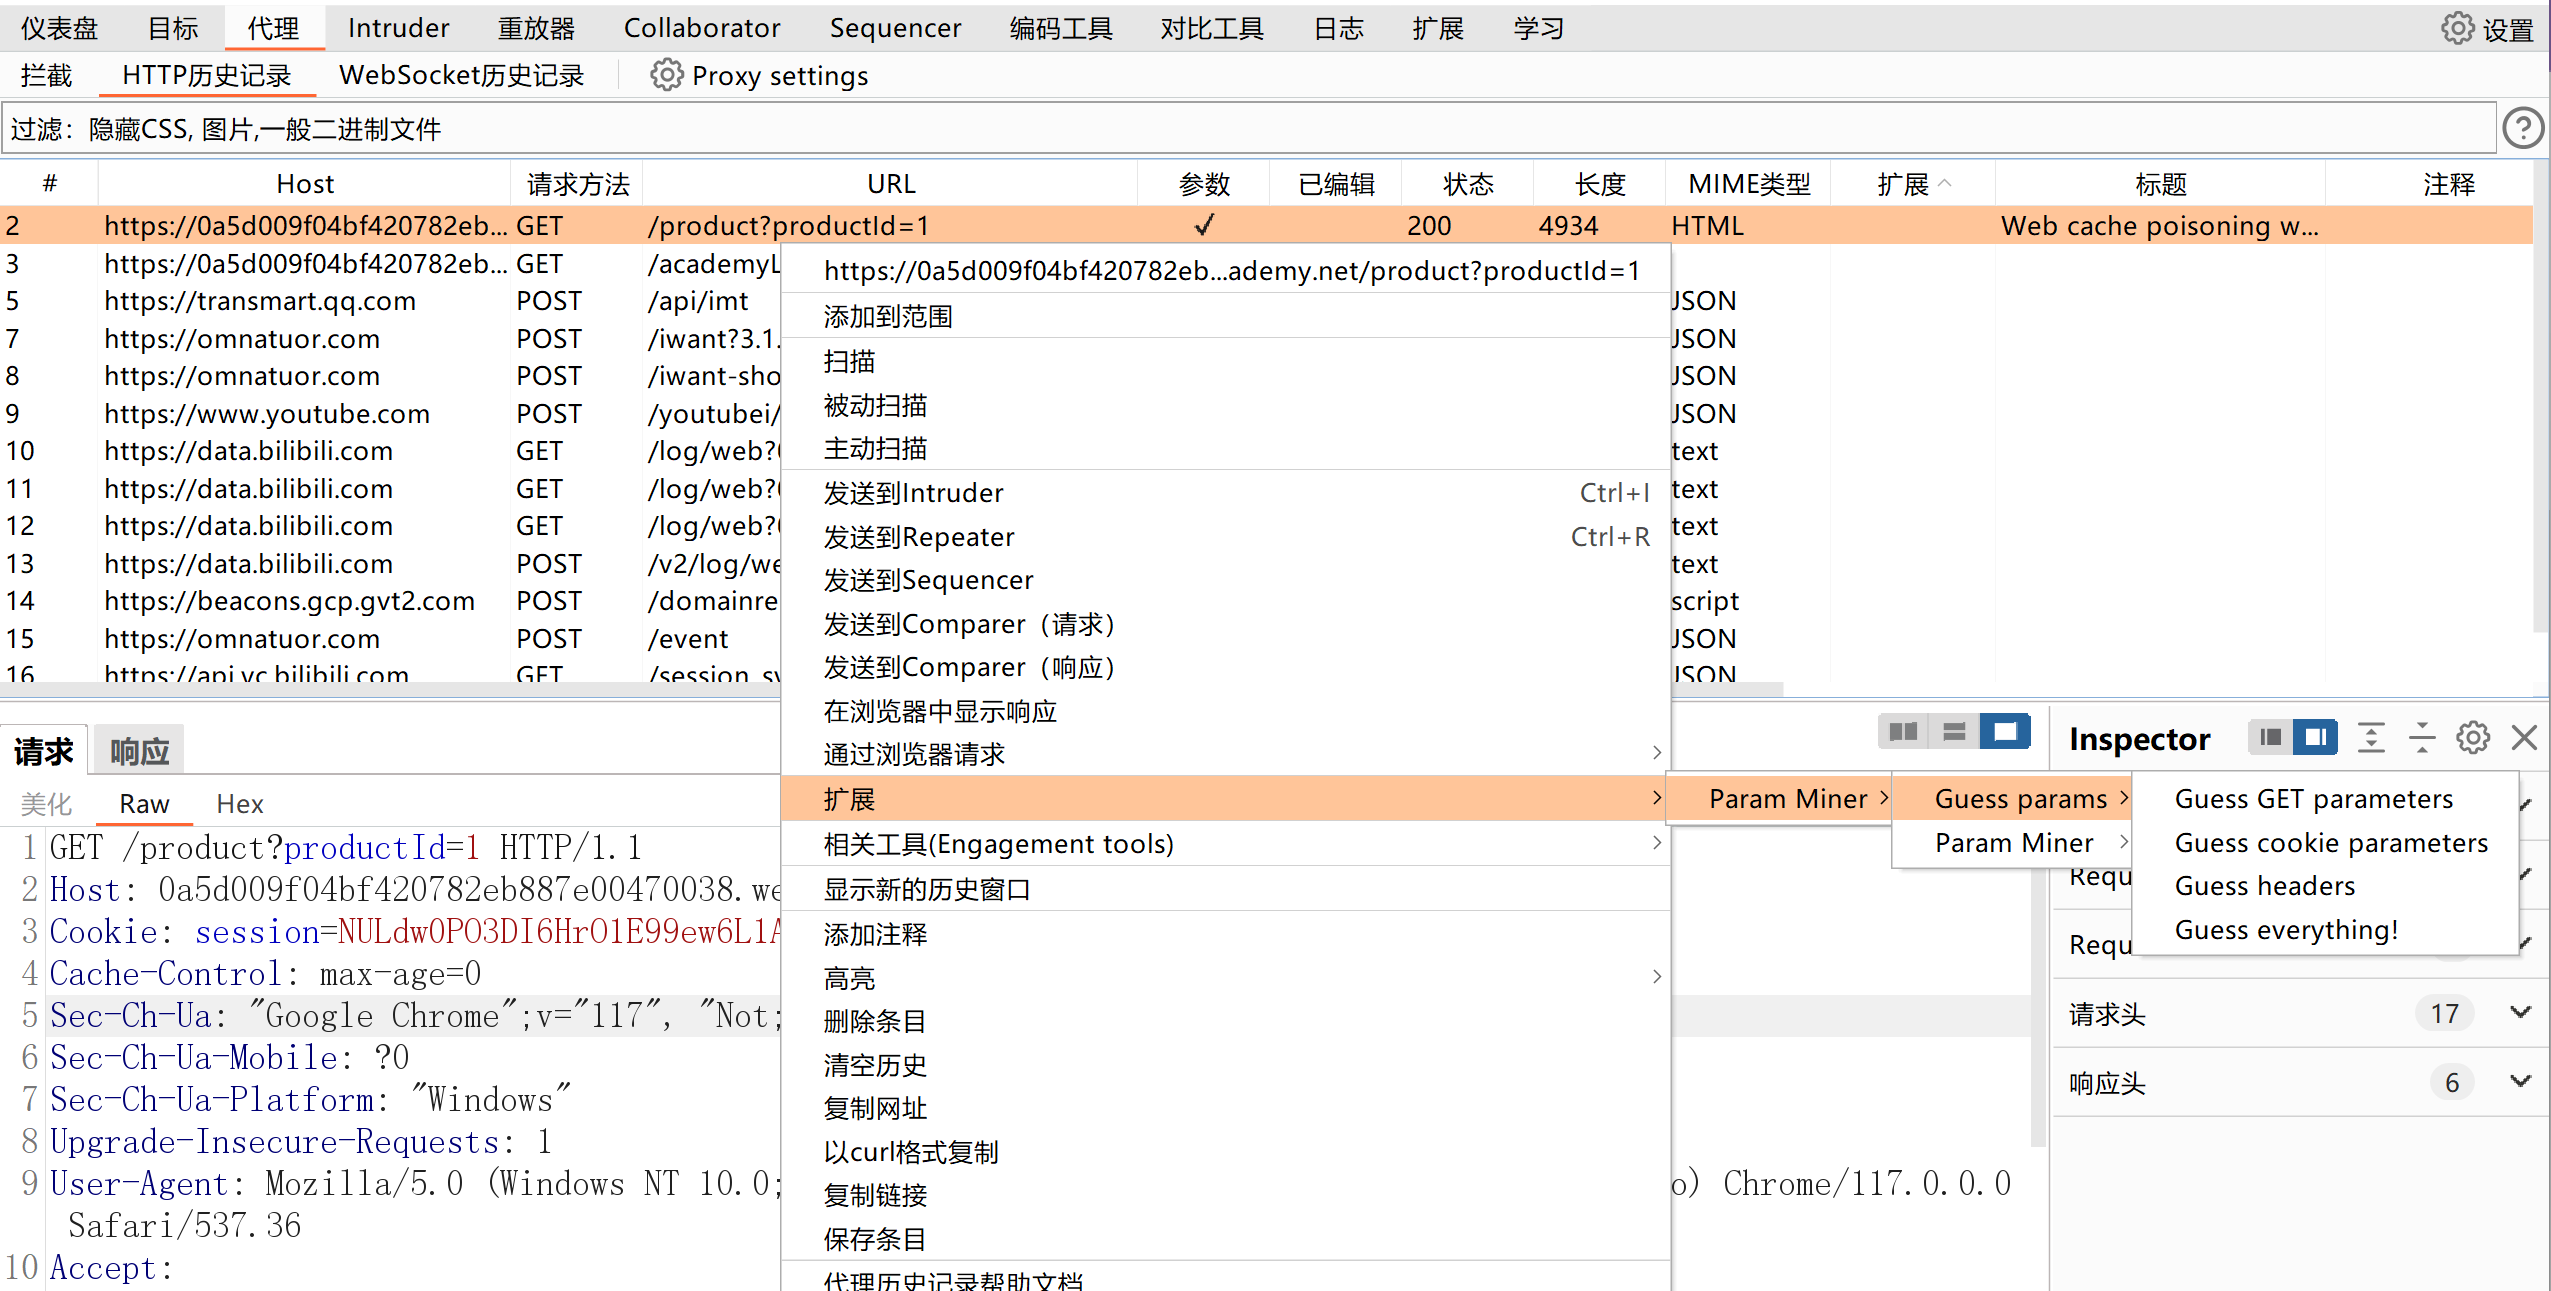 仪表盘 目标 代理 Intruder 重放器 Collaborator Sequencer 编码工具 对比工具 日志 扩展 学习 设置
拦截 HTTP历史记录 WebSocket历史记录 Proxy settings
过滤：隐藏CSS, 图片,一般二进制文件
# Host 请求方法 URL 参数 已编辑 状态 长度 MIME类型 扩展 标题 注释
2 https://0a5d009f04bf420782eb... GET /product?productId=1 ✓ 200 4934 HTML Web cache poisoning w...
3 https://0a5d009f04bf420782eb... GET /academyL
5 https://transmart.qq.com POST /api/imt JSON
7 https://omnatuor.com POST /iwant?3.1. JSON
8 https://omnatuor.com POST /iwant-sho JSON
9 https://www.youtube.com POST /youtubei/ JSON
10 https://data.bilibili.com GET /log/web? text
11 https://data.bilibili.com GET /log/web? text
12 https://data.bilibili.com GET /log/web? text
13 https://data.bilibili.com POST /v2/log/we text
14 https://beacons.gcp.gvt2.com POST /domainre script
15 https://omnatuor.com POST /event JSON
16 https://api.vc.bilibili.com GET /session_sv JSON
https://0a5d009f04bf420782eb...ademy.net/product?productId=1
添加到范围
扫描
被动扫描
主动扫描
发送到Intruder Ctrl+I
发送到Repeater Ctrl+R
发送到Sequencer
发送到Comparer（请求）
发送到Comparer（响应）
在浏览器中显示响应
通过浏览器请求
扩展
相关工具(Engagement tools)
显示新的历史窗口
添加注释
高亮
删除条目
清空历史
复制网址
以curl格式复制
复制链接
保存条目
代理历史记录帮助文档
Param Miner
Guess params
Param Miner
Guess GET parameters
Guess cookie parameters
Guess headers
Guess everything!
请求 响应
美化 Raw Hex
1 GET /product?productId=1 HTTP/1.1
2 Host: 0a5d009f04bf420782eb887e00470038.we
3 Cookie: session=NULdw0PO3DI6HrO1E99ew6L1A
4 Cache-Control: max-age=0
5 Sec-Ch-Ua: "Google Chrome";v="117", "Not;
6 Sec-Ch-Ua-Mobile: ?0
7 Sec-Ch-Ua-Platform: "Windows"
8 Upgrade-Insecure-Requests: 1
9 User-Agent: Mozilla/5.0 (Windows NT 10.0; o) Chrome/117.0.0.0
Safari/537.36
10 Accept:
Inspector
Requ
Requ
请求头 17
响应头 6